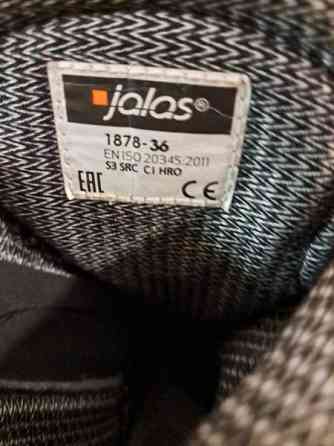 jalas®
1878-36
EN ISO 20345:2011
S3 SRC CI HRO
EAC CE